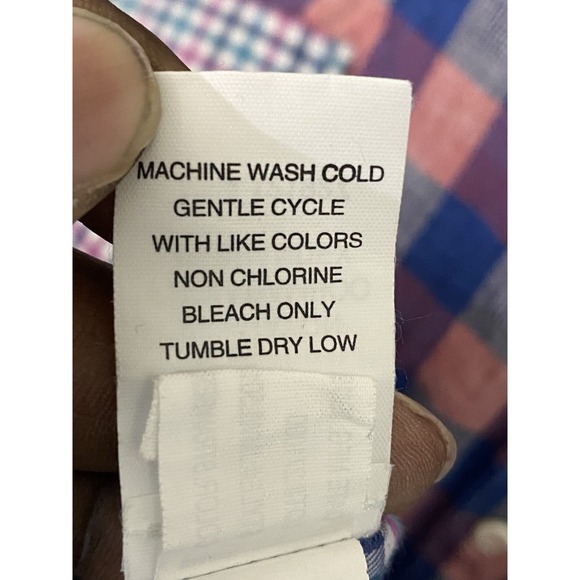 MACHINE WASH COLD
GENTLE CYCLE
WITH LIKE COLORS
NON CHLORINE
BLEACH ONLY
TUMBLE DRY LOW